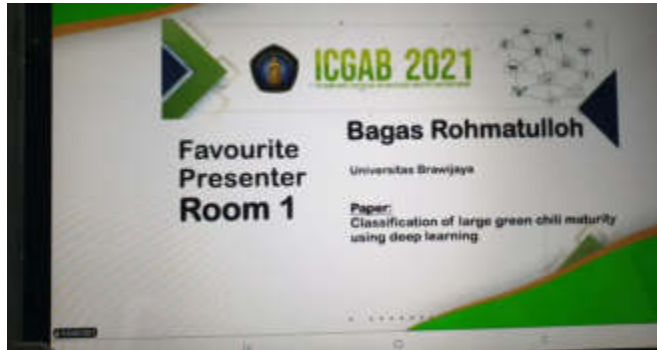 ICGAB 2021
Favourite
Presenter
Room 1
Bagas Rohmatulloh
Universitas Brawijaya
Paper:
Classification of large green chili maturity
using deep learning